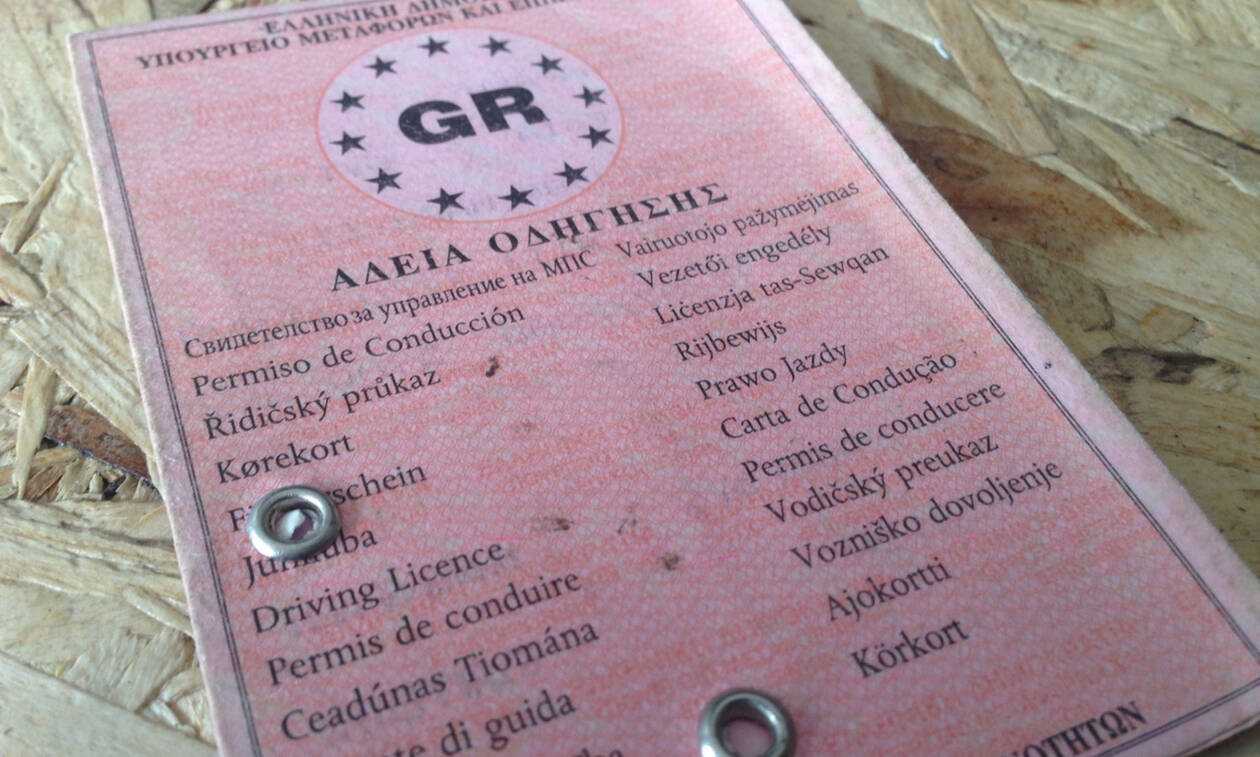 ΕΛΛΗΝΙΚΗ
ΥΠΟΥΡΓΕΙΟ ΜΕΤΑΦΟΡΩΝ ΚΑΙ
GR
ΑΔΕΙΑ ΟΔΗΓΗΣΗΣ
Свидетелство за управление на МПС
Permiso de Conducción
Řidičský průkaz
Kørekort
Driving Licence
Permis de conduire
Ceadúnas Tiomána
di guida
Vairuotojo pažymėjimas
Vezetői engedély
Liċenzja tas-Sewqan
Rijbewijs
Prawo Jazdy
Carta de Condução
Permis de conducere
Vodičský preukaz
Vozniško dovoljenje
Ajokortti
Körkort